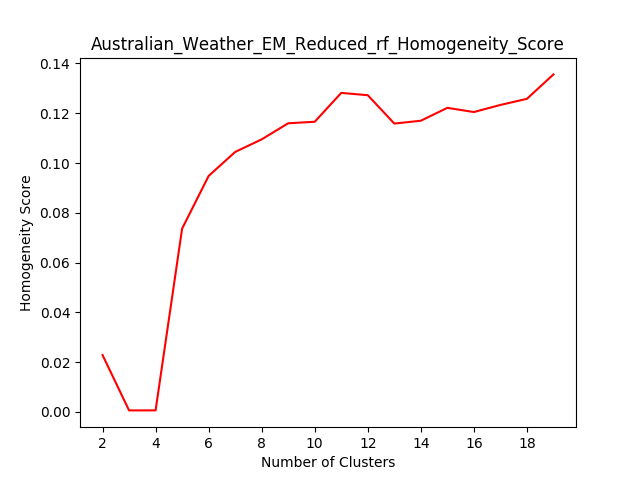 Australian_Weather_EM_Reduced_rf_Homogeneity_Score
0.14
0.12
0.10
0.08
0.06
0.04
0.02
0.00
Homogeneity Score
2 4 6 8 10 12 14 16 18
Number of Clusters